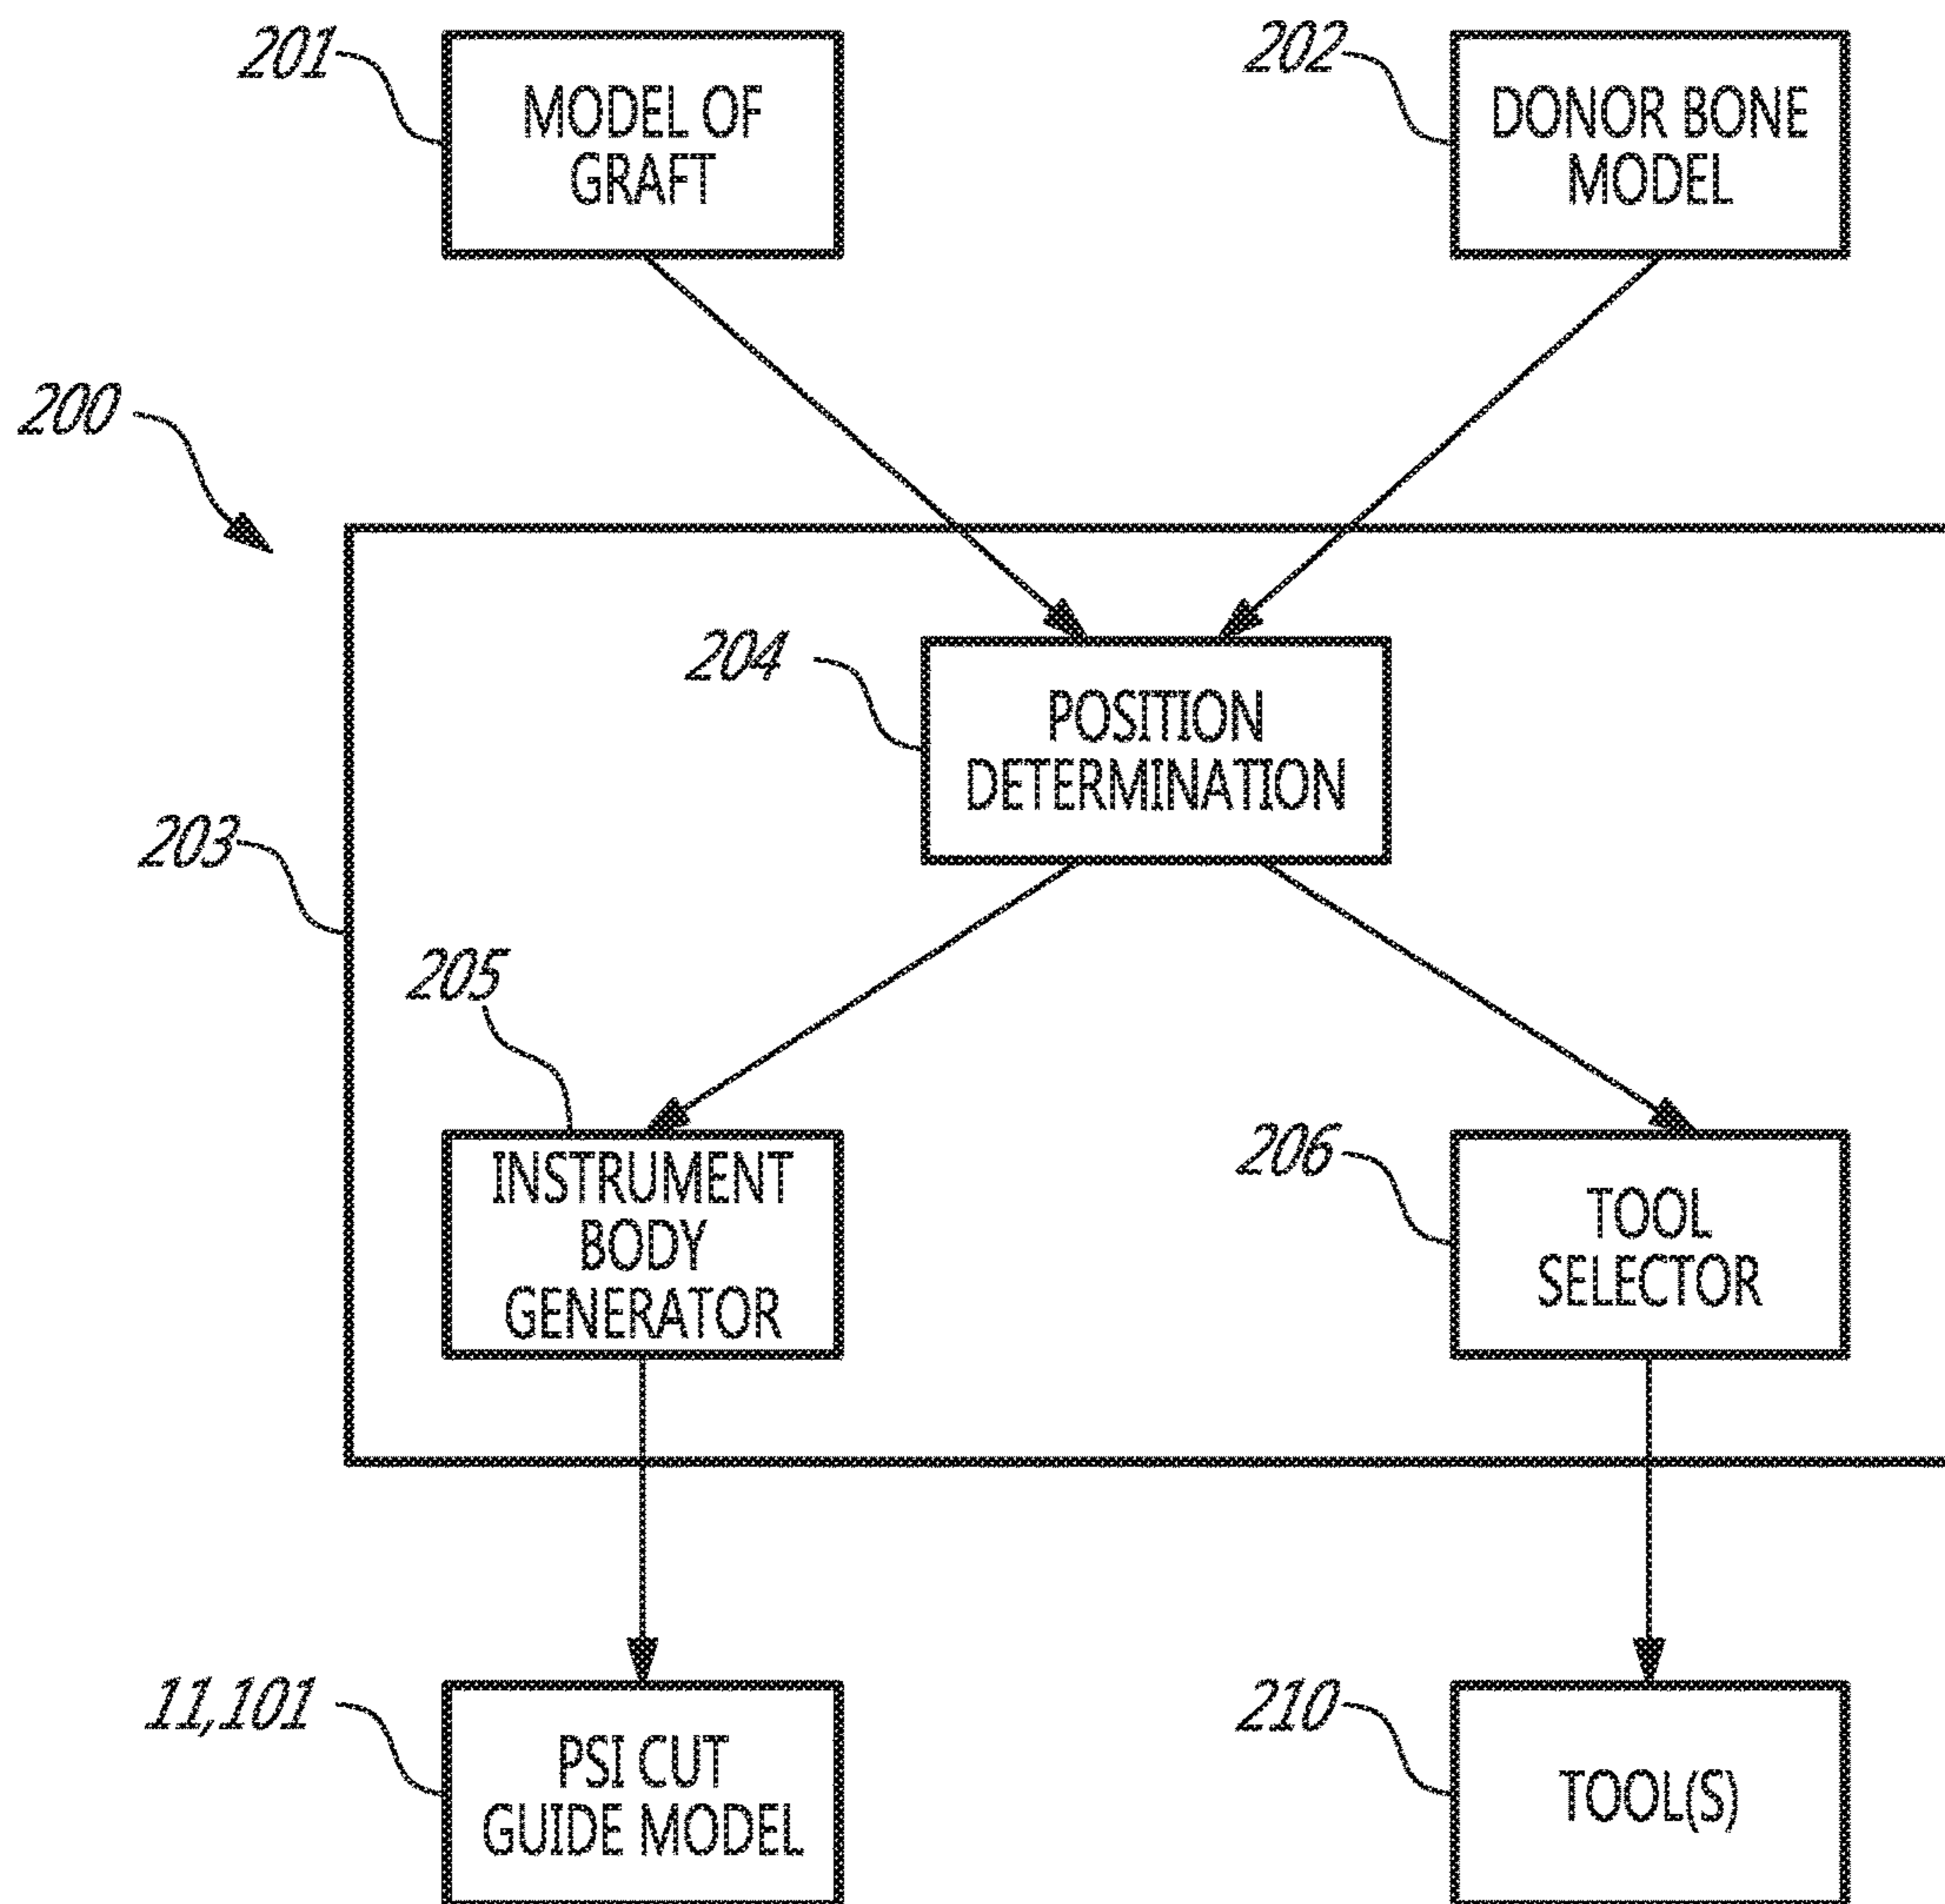 201
MODEL OF
GRAFT
202
DONOR BONE
MODEL
200
204
POSITION
DETERMINATION
203
205
INSTRUMENT
BODY
GENERATOR
206
TOOL
SELECTOR
11,101
PSI CUT
GUIDE MODEL
210
TOOL(S)